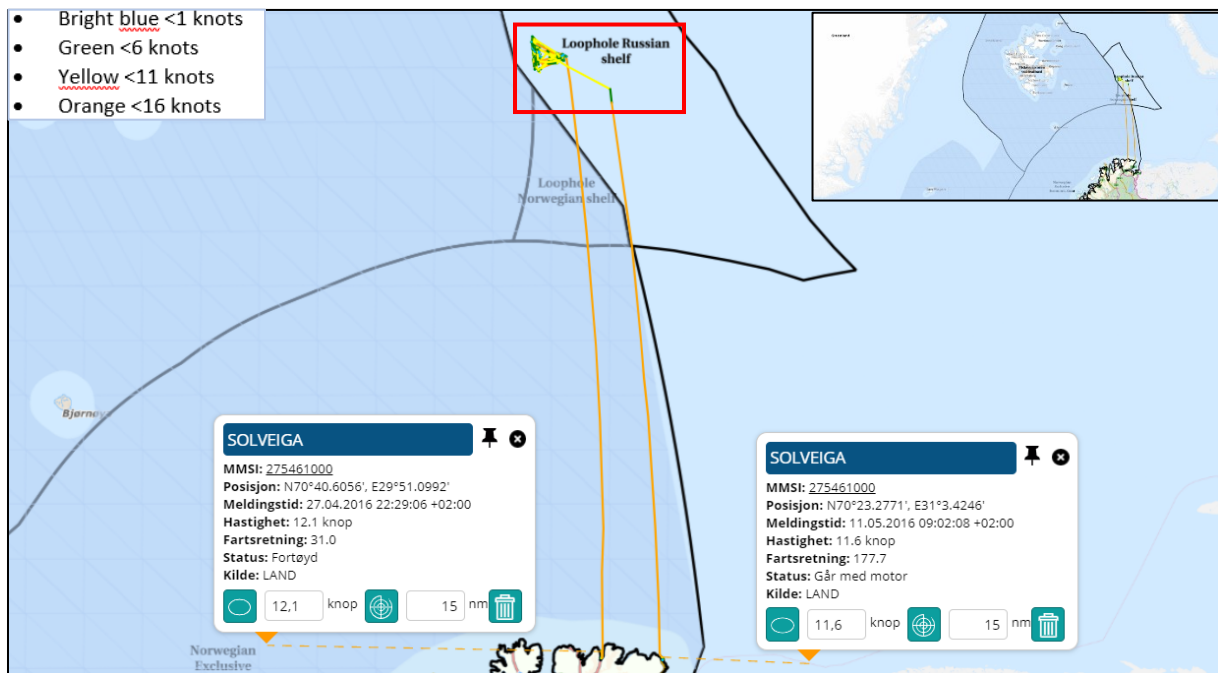 • Bright blue <1 knots
• Green <6 knots
• Yellow <11 knots
• Orange <16 knots
Loophole Russian
shelf
Loophole
Norwegian shelf
Bjørnøy
SOLVEIGA
MMSI: 275461000
Posisjon: N70°40.6056', E29°51.0992'
Meldingstid: 27.04.2016 22:29:06 +02:00
Hastighet: 12.1 knop
Fartsretning: 31.0
Status: Fortøyd
Kilde: LAND
12,1 knop 15 nm
SOLVEIGA
MMSI: 275461000
Posisjon: N70°23.2771', E31°3.4246'
Meldingstid: 11.05.2016 09:02:08 +02:00
Hastighet: 11.6 knop
Fartsretning: 177.7
Status: Går med motor
Kilde: LAND
11,6 knop 15 nm
Norwegian
Exclusive